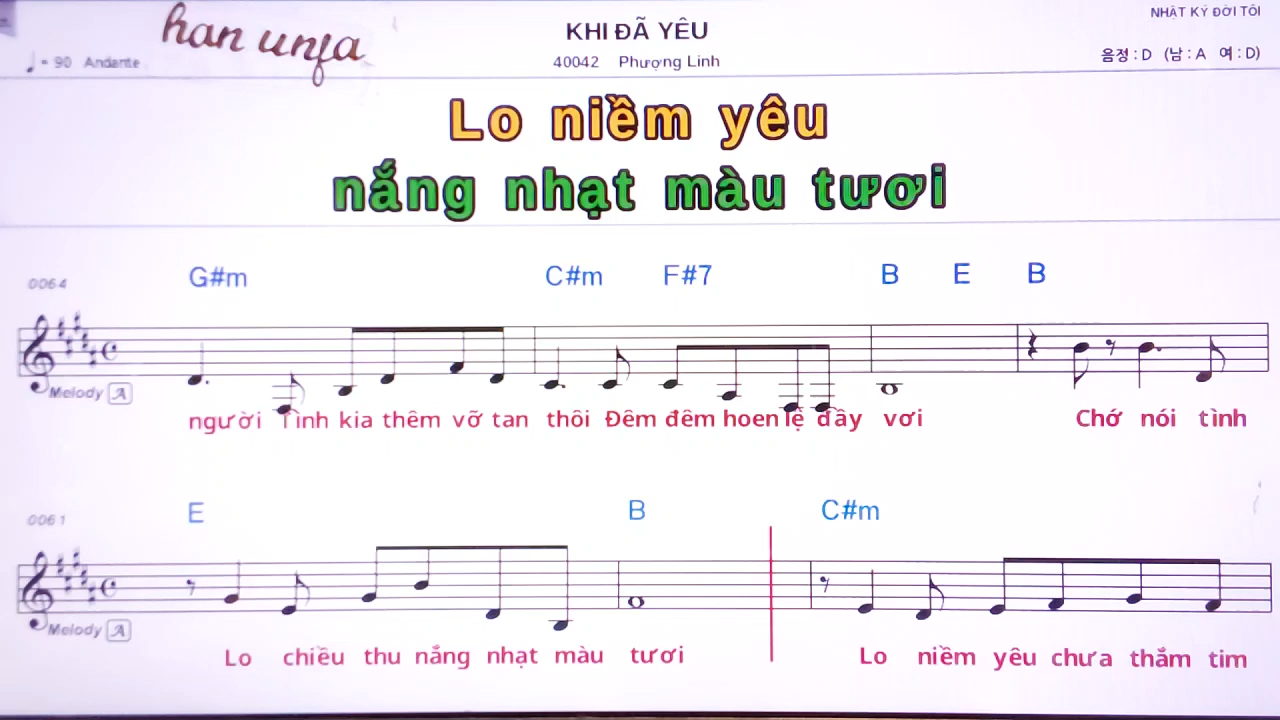 han unfa
KHI ĐÃ YÊU
NHẬT KÝ ĐỜI TÔI
♩ = 90 Andante
40042 Phượng Linh
음정 : D (남 : A 여 : D)
Lo niềm yêu
nắng nhạt màu tươi
0064
G#m C#m F#7 B E B
Melody A
người Tình kia thêm vỡ tan thôi Đêm đêm hoen lệ đầy vơi Chớ nói tình
0061
E B C#m
Melody A
Lo chiều thu nắng nhạt màu tươi Lo niềm yêu chưa thắm tim